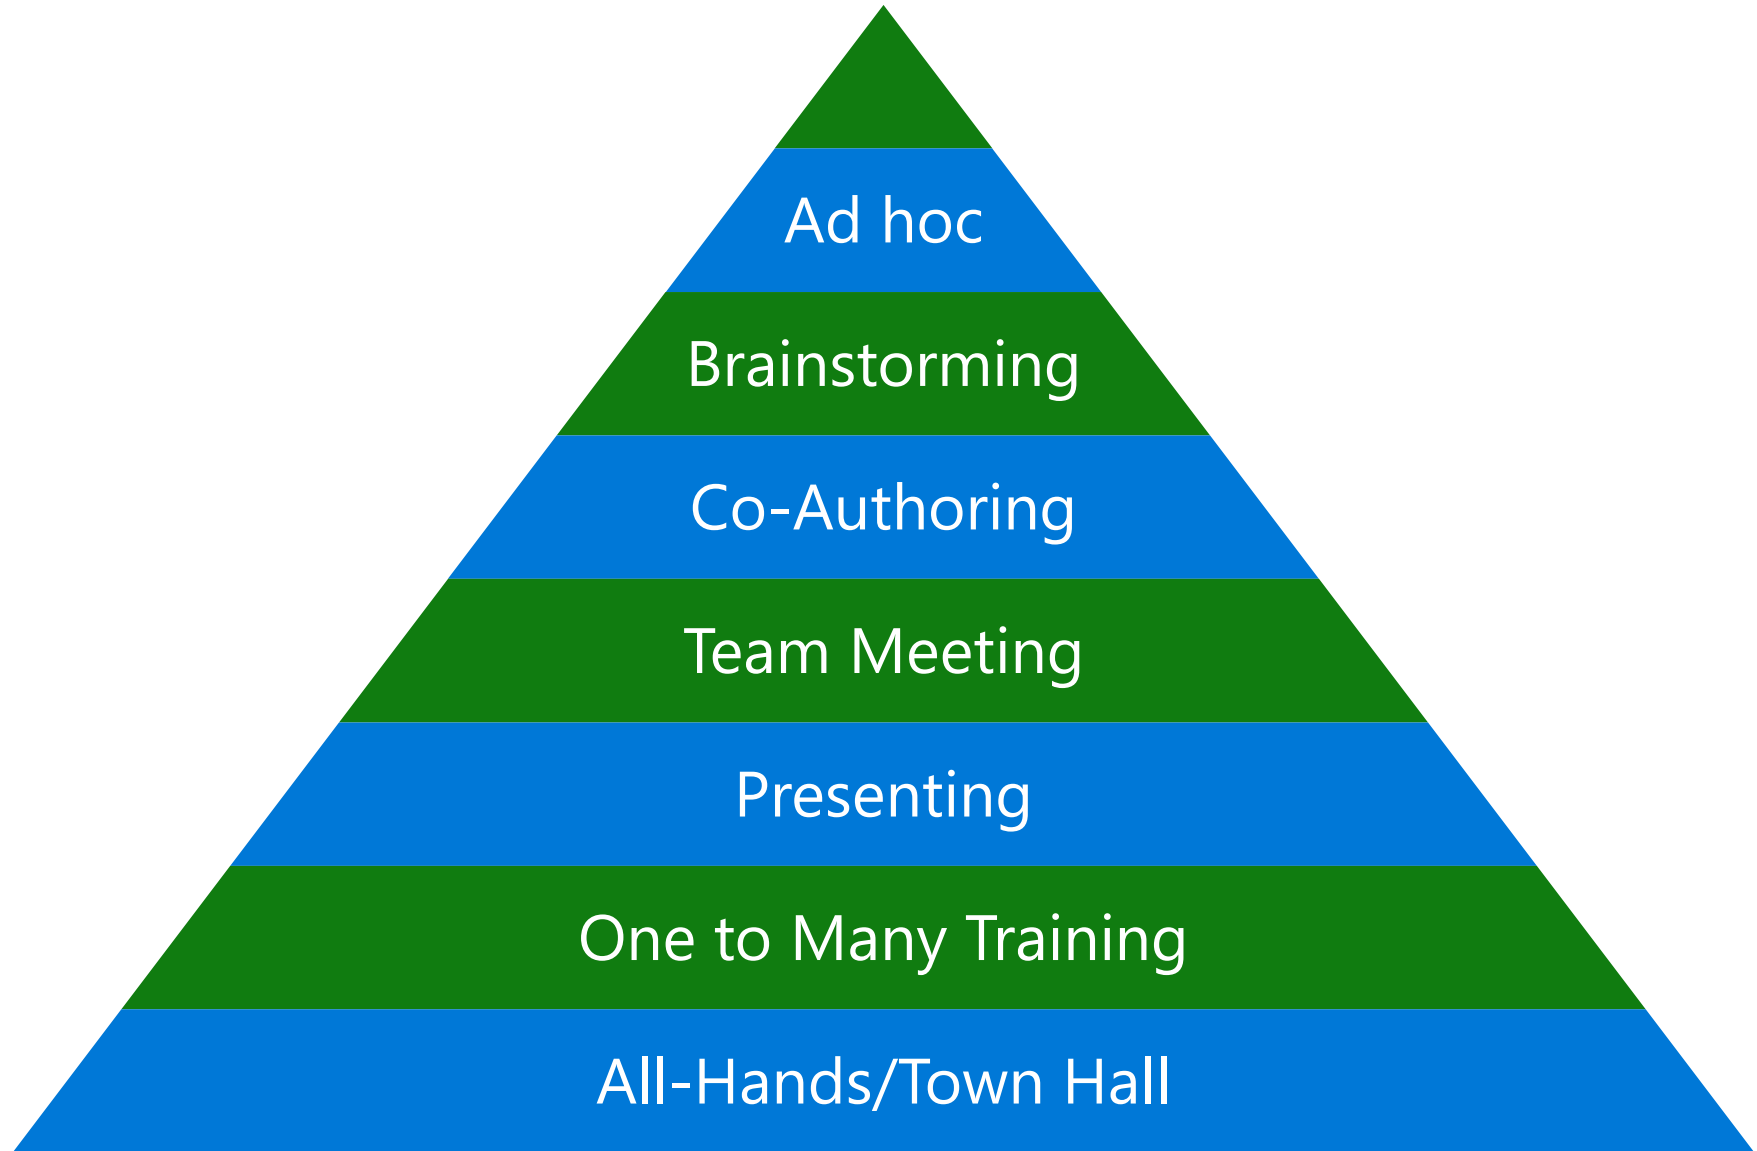 Ad hoc
Brainstorming
Co-Authoring
Team Meeting
Presenting
One to Many Training
All-Hands/Town Hall